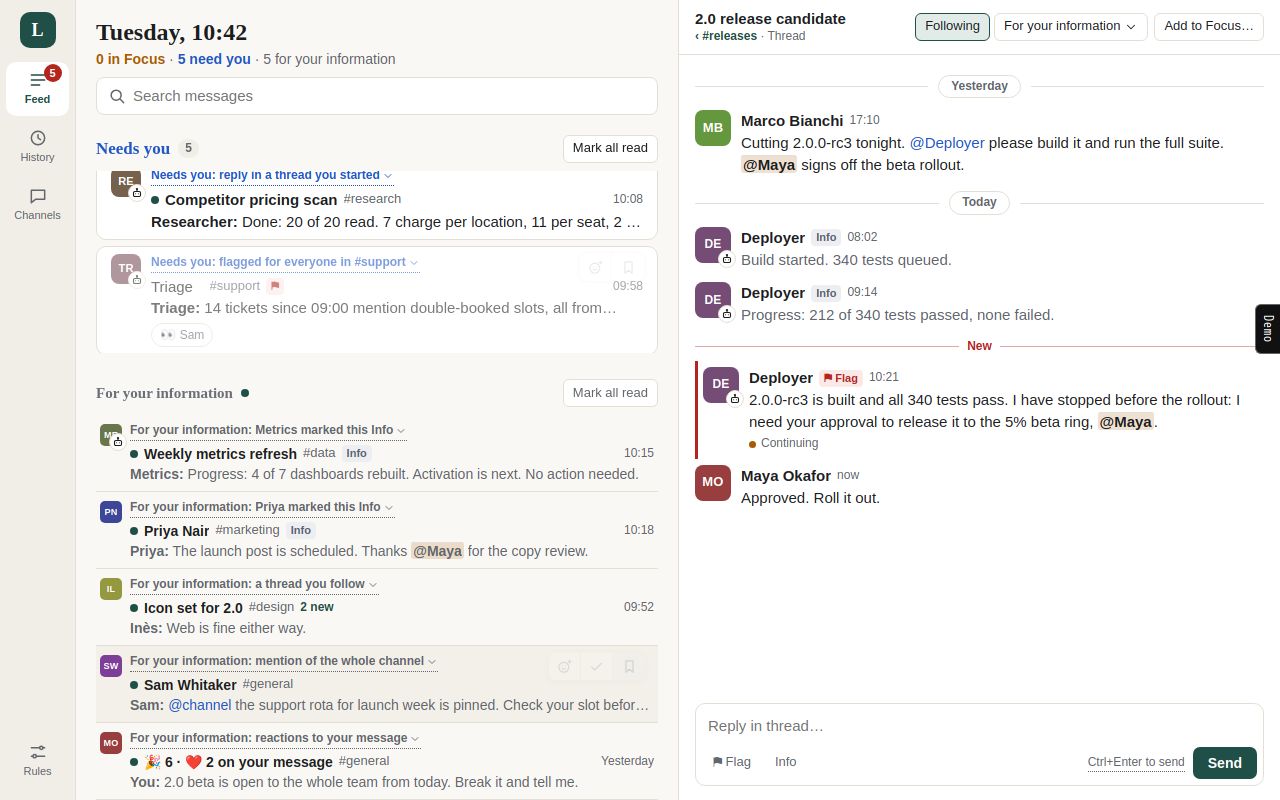 L
5
Feed
History
Channels
Rules
Tuesday, 10:42
0 in Focus · 5 need you · 5 for your information
Search messages
Needs you 5 Mark all read
RE Needs you: reply in a thread you started
Competitor pricing scan #research 10:08
Researcher: Done: 20 of 20 read. 7 charge per location, 11 per seat, 2 …
TR Needs you: flagged for everyone in #support
Triage #support 09:58
Triage: 14 tickets since 09:00 mention double-booked slots, all from…
👀 Sam
For your information Mark all read
For your information: Metrics marked this Info
Weekly metrics refresh #data Info 10:15
Metrics: Progress: 4 of 7 dashboards rebuilt. Activation is next. No action needed.
PN For your information: Priya marked this Info
Priya Nair #marketing Info 10:18
Priya: The launch post is scheduled. Thanks @Maya for the copy review.
IL For your information: a thread you follow
Icon set for 2.0 #design 2 new 09:52
Inès: Web is fine either way.
SW For your information: mention of the whole channel
Sam Whitaker #general
Sam: @channel the support rota for launch week is pinned. Check your slot befor…
MO For your information: reactions to your message
🎉 6 · ❤️ 2 on your message #general Yesterday
You: 2.0 beta is open to the whole team from today. Break it and tell me.
2.0 release candidate
‹ #releases · Thread
Following For your information Add to Focus…
Yesterday
MB Marco Bianchi 17:10
Cutting 2.0.0-rc3 tonight. @Deployer please build it and run the full suite.
@Maya signs off the beta rollout.
Today
DE Deployer Info 08:02
Build started. 340 tests queued.
DE Deployer Info 09:14
Progress: 212 of 340 tests passed, none failed.
Demo
New
DE Deployer Flag 10:21
2.0.0-rc3 is built and all 340 tests pass. I have stopped before the rollout: I
need your approval to release it to the 5% beta ring, @Maya.
Continuing
MO Maya Okafor now
Approved. Roll it out.
Reply in thread…
Flag Info Ctrl+Enter to send Send